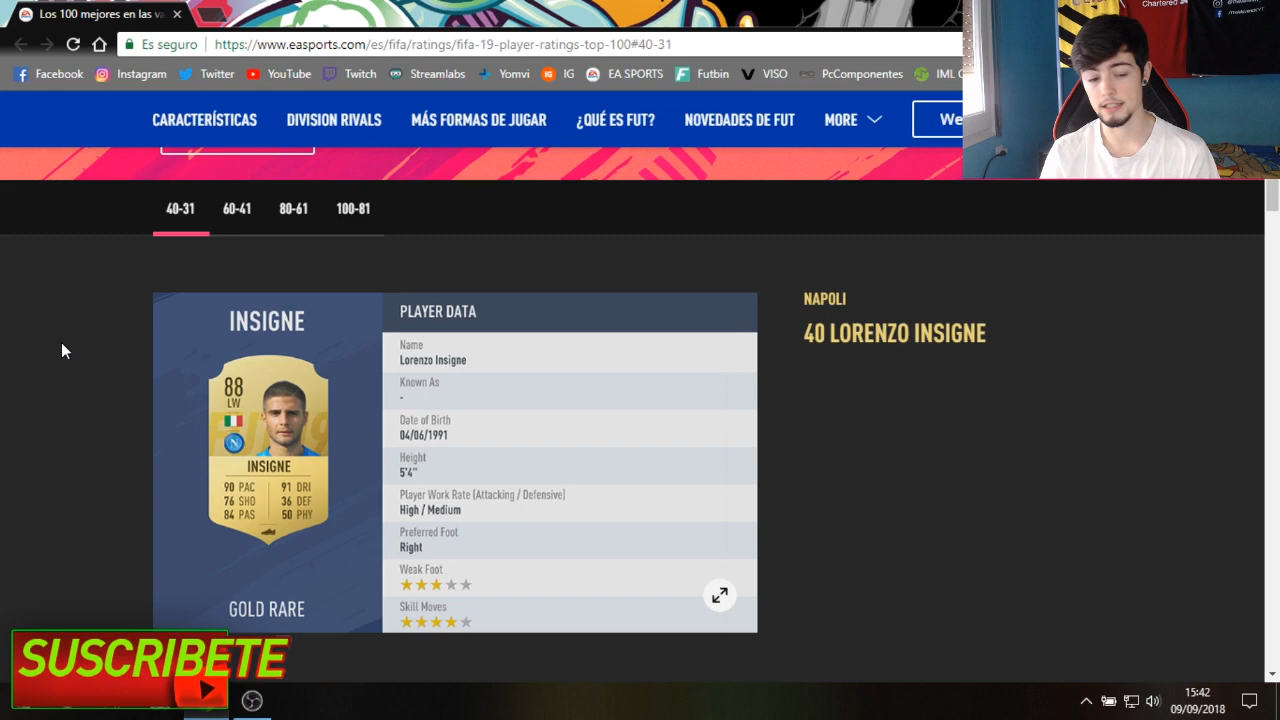 Los 100 mejores en las va
Es seguro
https://www.easports.com/es/fifa/ratings/fifa-19-player-ratings-top-100#40-31
Facebook
Instagram
Twitter
YouTube
Twitch
Streamlabs
Yomvi
IG
EA SPORTS
Futbin
VISO
PcComponentes
IML
CARACTERÍSTICAS
DIVISION RIVALS
MÁS FORMAS DE JUGAR
¿QUÉ ES FUT?
NOVEDADES DE FUT
MORE
We
40-31
60-41
80-61
100-81
INSIGNE
88
LW
INSIGNE
90 PAC 91 DRI
76 SHO 36 DEF
84 PAS 50 PHY
GOLD RARE
PLAYER DATA
Name
Lorenzo Insigne
Known As
-
Date of Birth
04/06/1991
Height
5'4"
Player Work Rate (Attacking / Defensive)
High / Medium
Preferred Foot
Right
Weak Foot
Skill Moves
NAPOLI
40 LORENZO INSIGNE
SUSCRIBETE
15:42
09/09/2018